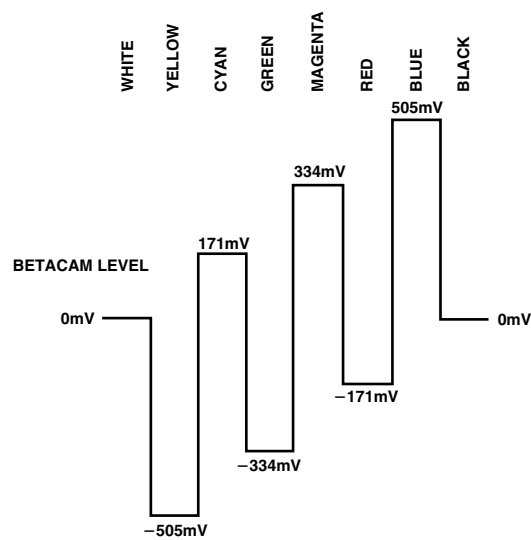 WHITE
YELLOW
CYAN
GREEN
MAGENTA
RED
BLUE
BLACK
505mV
334mV
171mV
BETACAM LEVEL
0mV
0mV
−171mV
−334mV
−505mV